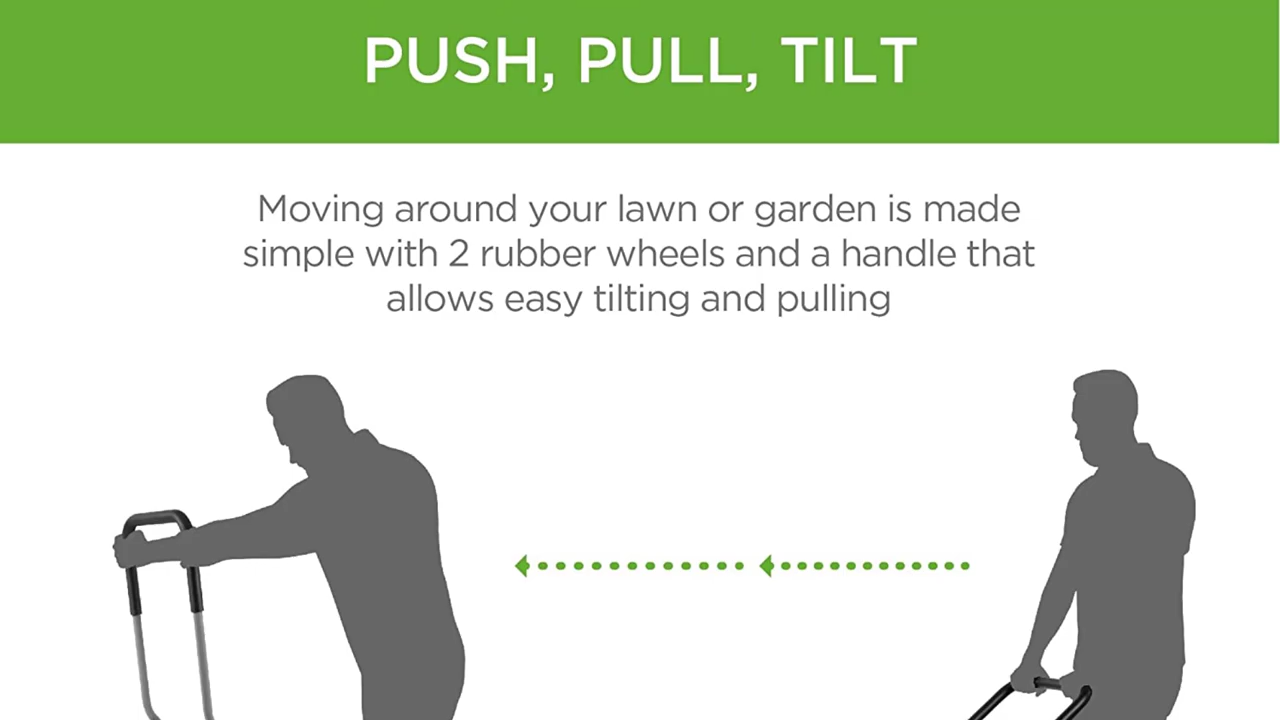 PUSH, PULL, TILT
Moving around your lawn or garden is made
simple with 2 rubber wheels and a handle that
allows easy tilting and pulling